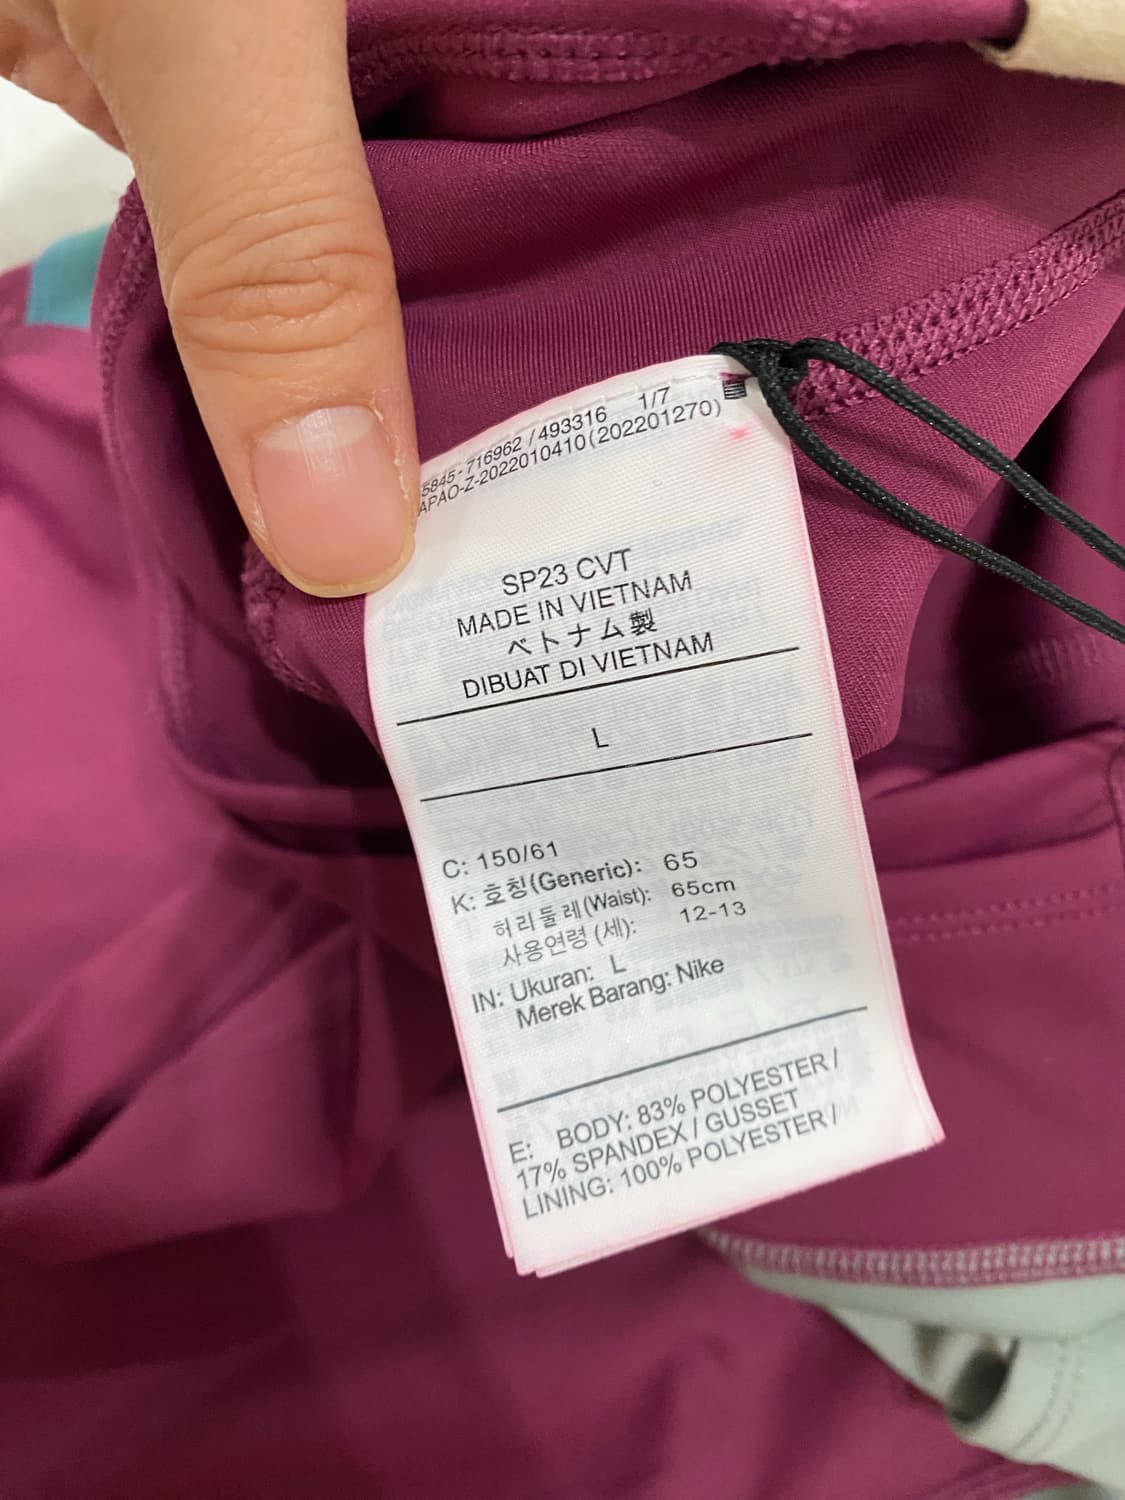 5845-716962 / 493316 1/7
APAO-Z-2022010410(202201270)
SP23 CVT
MADE IN VIETNAM
ベトナム製
DIBUAT DI VIETNAM
L
C: 150/61
K: 호칭(Generic): 65
허리둘레(Waist): 65cm
사용연령(세): 12-13
IN: Ukuran: L
Merek Barang: Nike
E: BODY: 83% POLYESTER /
17% SPANDEX / GUSSET
LINING: 100% POLYESTER /